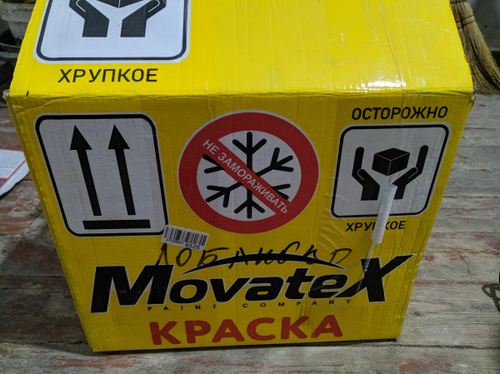 ХРУПКОЕ
ОСТОРОЖНО
НЕ ЗАМОРАЖИВАТЬ
ХРУПКОЕ
MovateX
PAINT COMPANY
КРАСКА